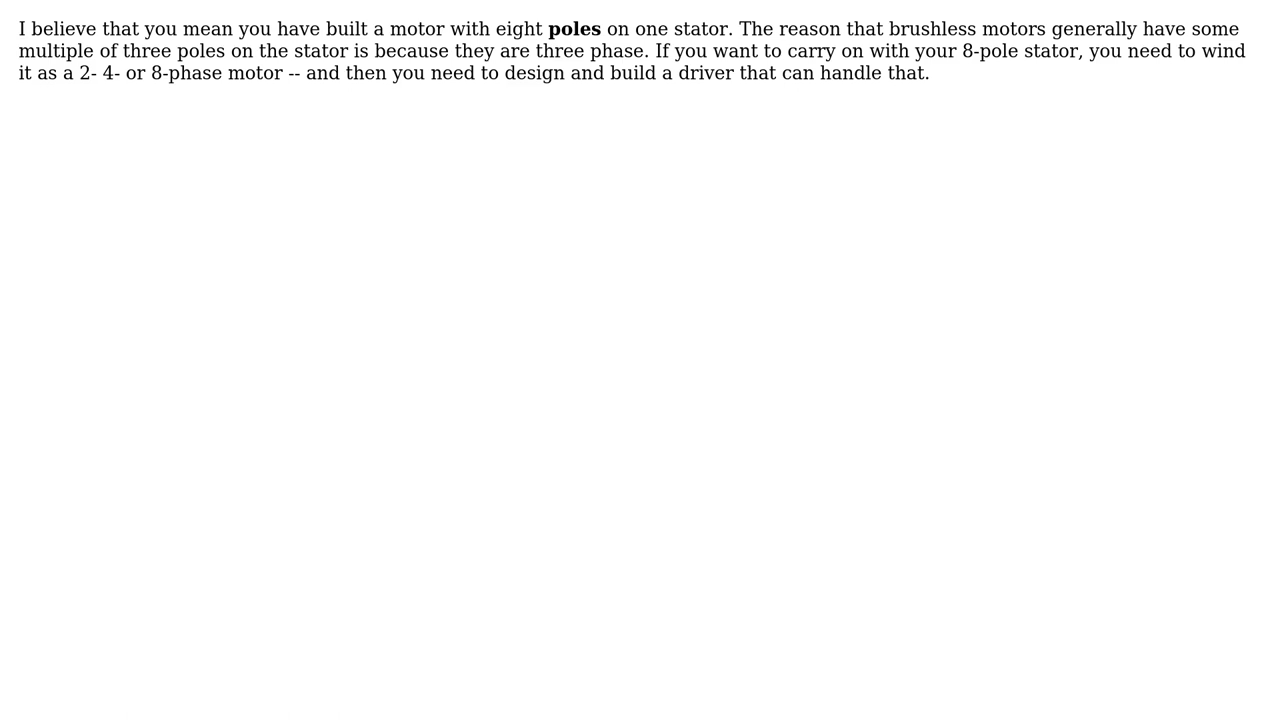 I believe that you mean you have built a motor with eight poles on one stator. The reason that brushless motors generally have some
multiple of three poles on the stator is because they are three phase. If you want to carry on with your 8-pole stator, you need to wind
it as a 2- 4- or 8-phase motor -- and then you need to design and build a driver that can handle that.